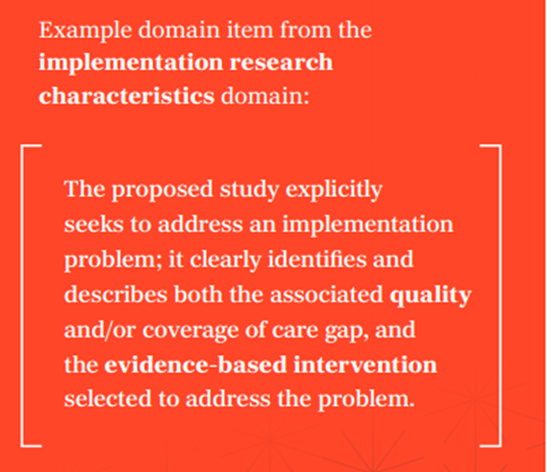 Example domain item from the
implementation research
characteristics domain:
The proposed study explicitly
seeks to address an implementation
problem; it clearly identifies and
describes both the associated quality
and/or coverage of care gap, and
the evidence-based intervention
selected to address the problem.